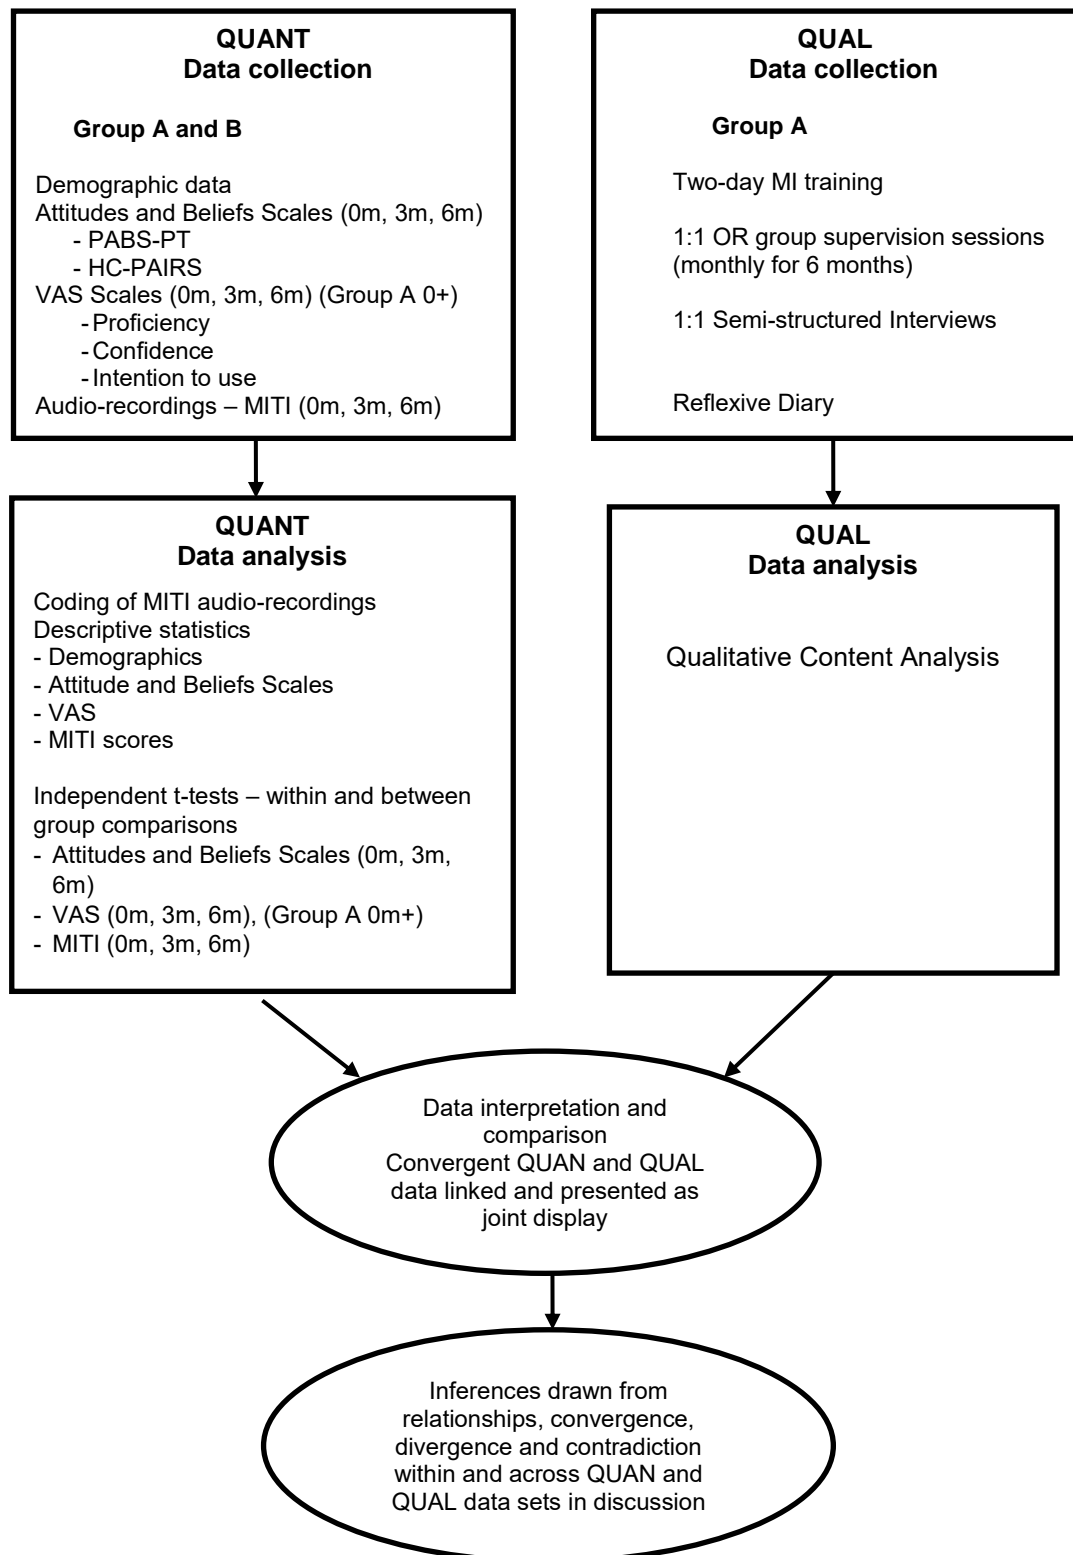 QUANT
Data collection
Group A and B
Demographic data
Attitudes and Beliefs Scales (0m, 3m, 6m)
- PABS-PT
- HC-PAIRS
VAS Scales (0m, 3m, 6m) (Group A 0+)
- Proficiency
- Confidence
- Intention to use
Audio-recordings – MITI (0m, 3m, 6m)
QUAL
Data collection
Group A
Two-day MI training
1:1 OR group supervision sessions
(monthly for 6 months)
1:1 Semi-structured Interviews
Reflexive Diary
QUANT
Data analysis
Coding of MITI audio-recordings
Descriptive statistics
- Demographics
- Attitude and Beliefs Scales
- VAS
- MITI scores
Independent t-tests – within and between
group comparisons
- Attitudes and Beliefs Scales (0m, 3m,
6m)
- VAS (0m, 3m, 6m), (Group A 0m+)
- MITI (0m, 3m, 6m)
QUAL
Data analysis
Qualitative Content Analysis
Data interpretation and
comparison
Convergent QUAN and QUAL
data linked and presented as
joint display
Inferences drawn from
relationships, convergence,
divergence and contradiction
within and across QUAN and
QUAL data sets in discussion